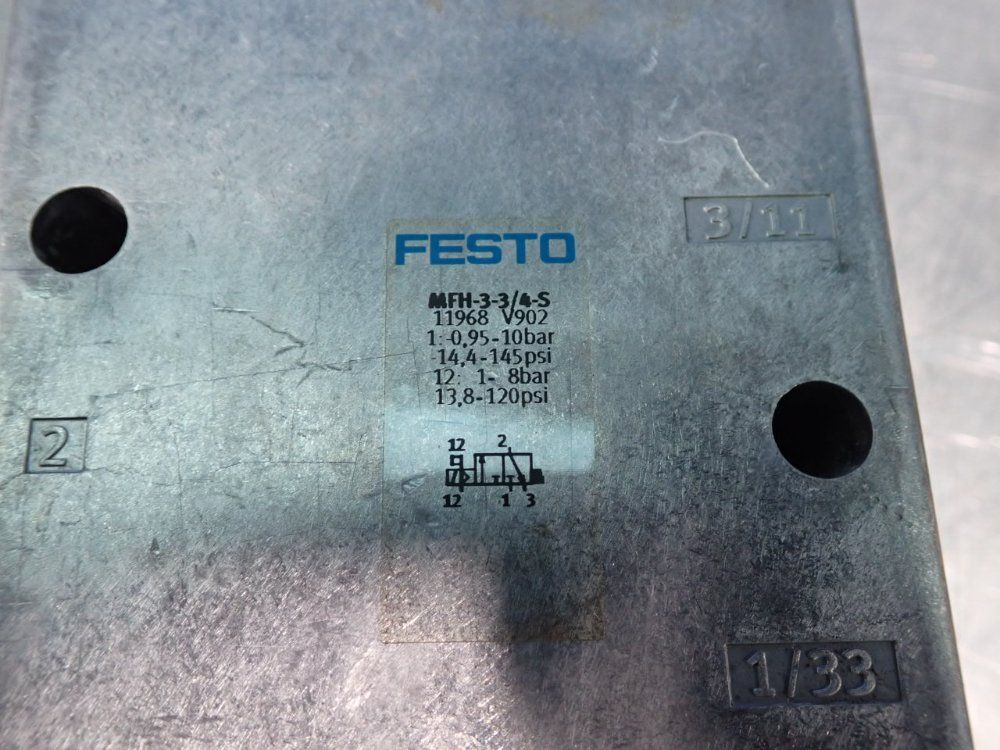 3/11
FESTO
MFH-3-3/4-S
11968 V902
1:-0,95-10bar
-14,4-145psi
12: 1- 8bar
13,8-120psi
2
12 2
12 1 3
1/33